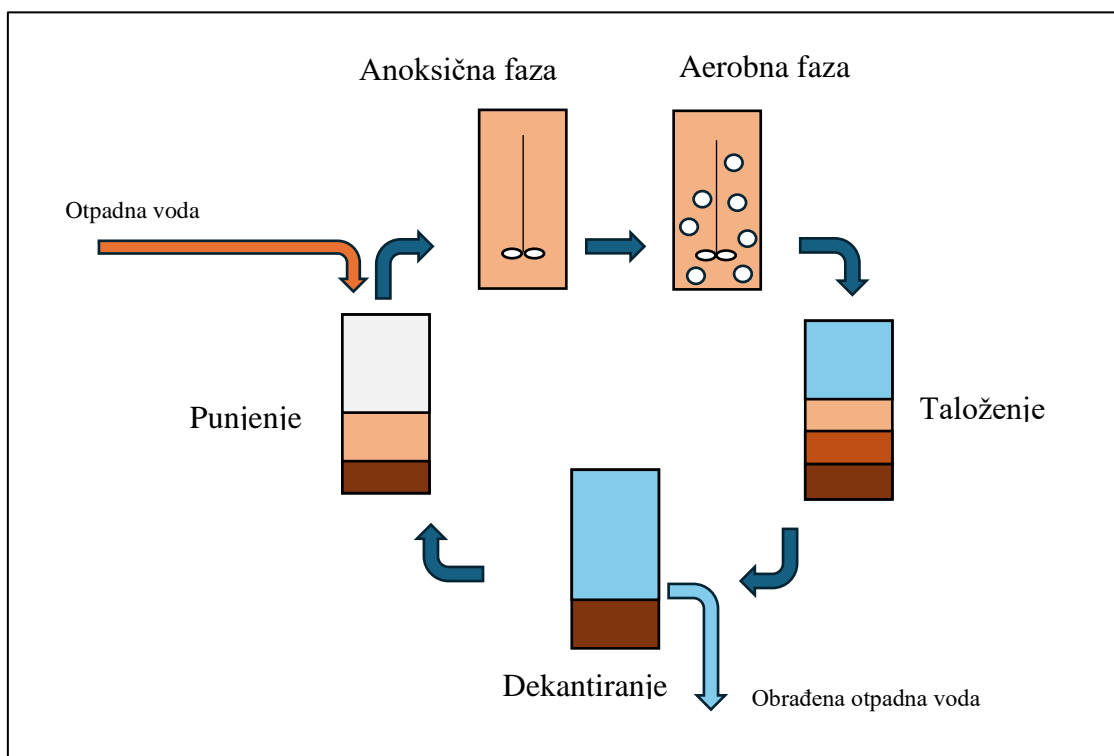 Anoksična faza
Aerobna faza
Otpadna voda
Punjenje
Taloženje
Dekantiranje
Obrađena otpadna voda